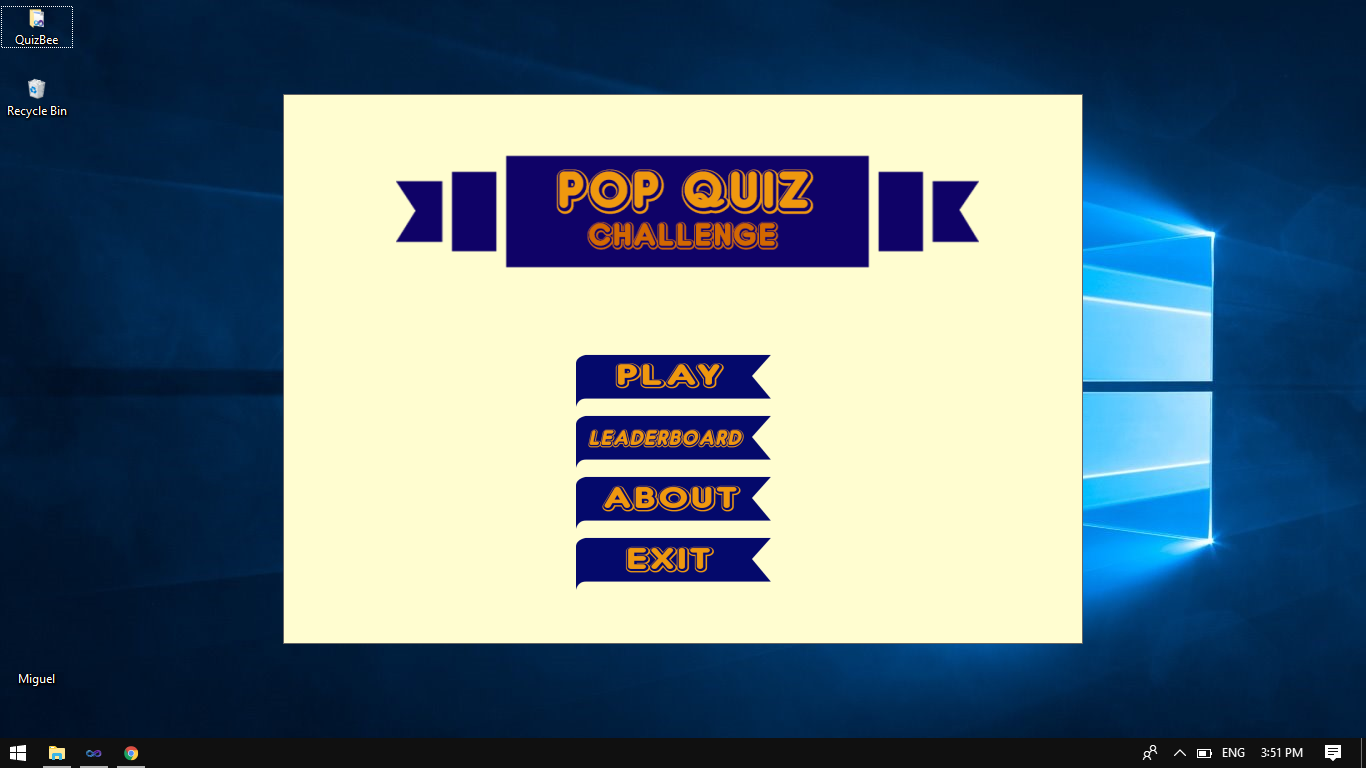 QuizBee
Recycle Bin
POP QUIZ
CHALLENGE
PLAY
LEADERBOARD
ABOUT
EXIT
Miguel
ENG
3:51 PM